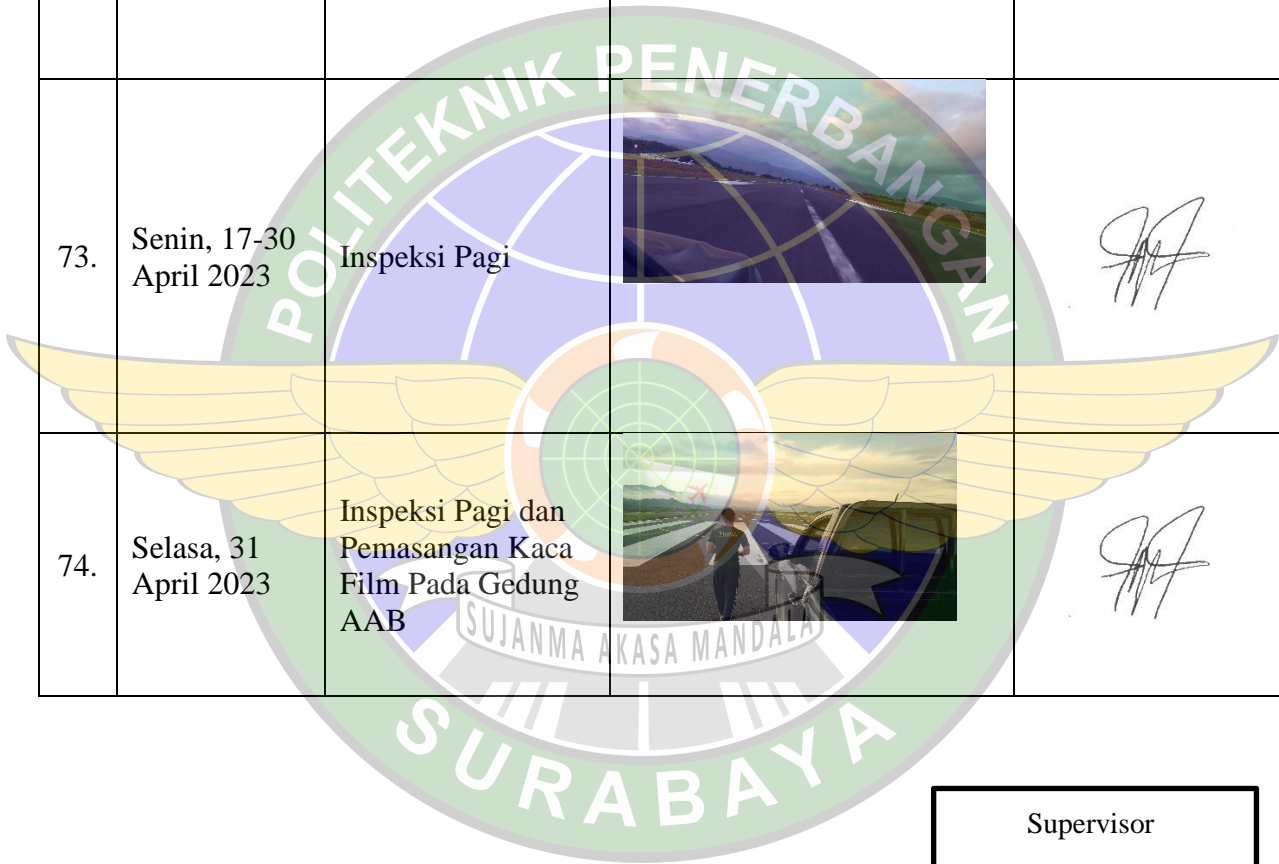 POLITEKNIK PENERBANGAN
73.
Senin, 17-30
April 2023
Inspeksi Pagi
74.
Selasa, 31
April 2023
Inspeksi Pagi dan
Pemasangan Kaca
Film Pada Gedung
AAB
SUJANMA AKASA MANDALA
SURABAYA
Supervisor